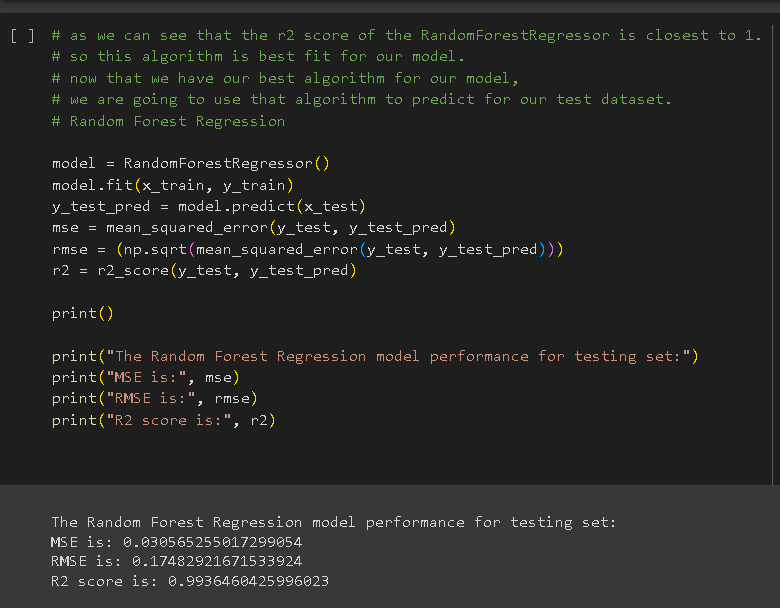 [ ] # as we can see that the r2 score of the RandomForestRegressor is closest to 1.
# so this algorithm is best fit for our model.
# now that we have our best algorithm for our model,
# we are going to use that algorithm to predict for our test dataset.
# Random Forest Regression
model = RandomForestRegressor()
model.fit(x_train, y_train)
y_test_pred = model.predict(x_test)
mse = mean_squared_error(y_test, y_test_pred)
rmse = (np.sqrt(mean_squared_error(y_test, y_test_pred)))
r2 = r2_score(y_test, y_test_pred)
print()
print("The Random Forest Regression model performance for testing set:")
print("MSE is:", mse)
print("RMSE is:", rmse)
print("R2 score is:", r2)
The Random Forest Regression model performance for testing set:
MSE is: 0.030565255017299054
RMSE is: 0.17482921671533924
R2 score is: 0.9936460425996023